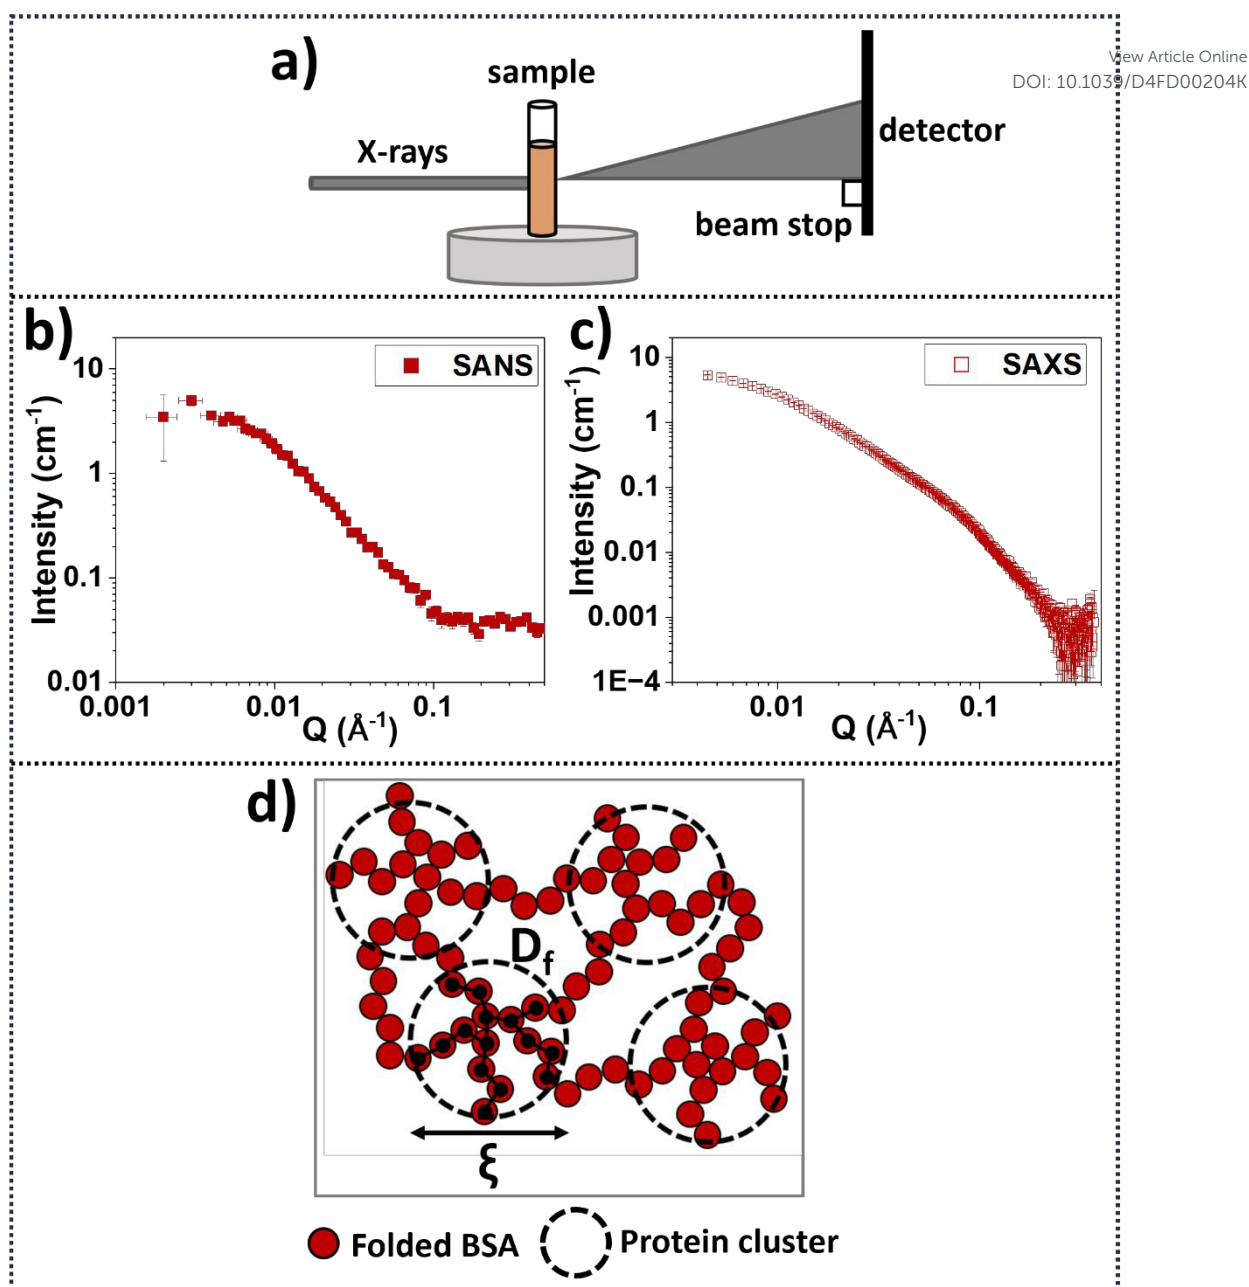 View Article Online
DOI: 10.1039/D4FD00204K
a)
sample
X-rays
detector
beam stop
b)
SANS
Intensity (cm⁻¹)
10
1
0.1
0.01
0.001
0.01
0.1
Q (Å⁻¹)
c)
SAXS
Intensity (cm⁻¹)
10
1
0.1
0.01
0.001
1E−4
0.01
0.1
Q (Å⁻¹)
d)
D_f
ξ
Folded BSA
Protein cluster